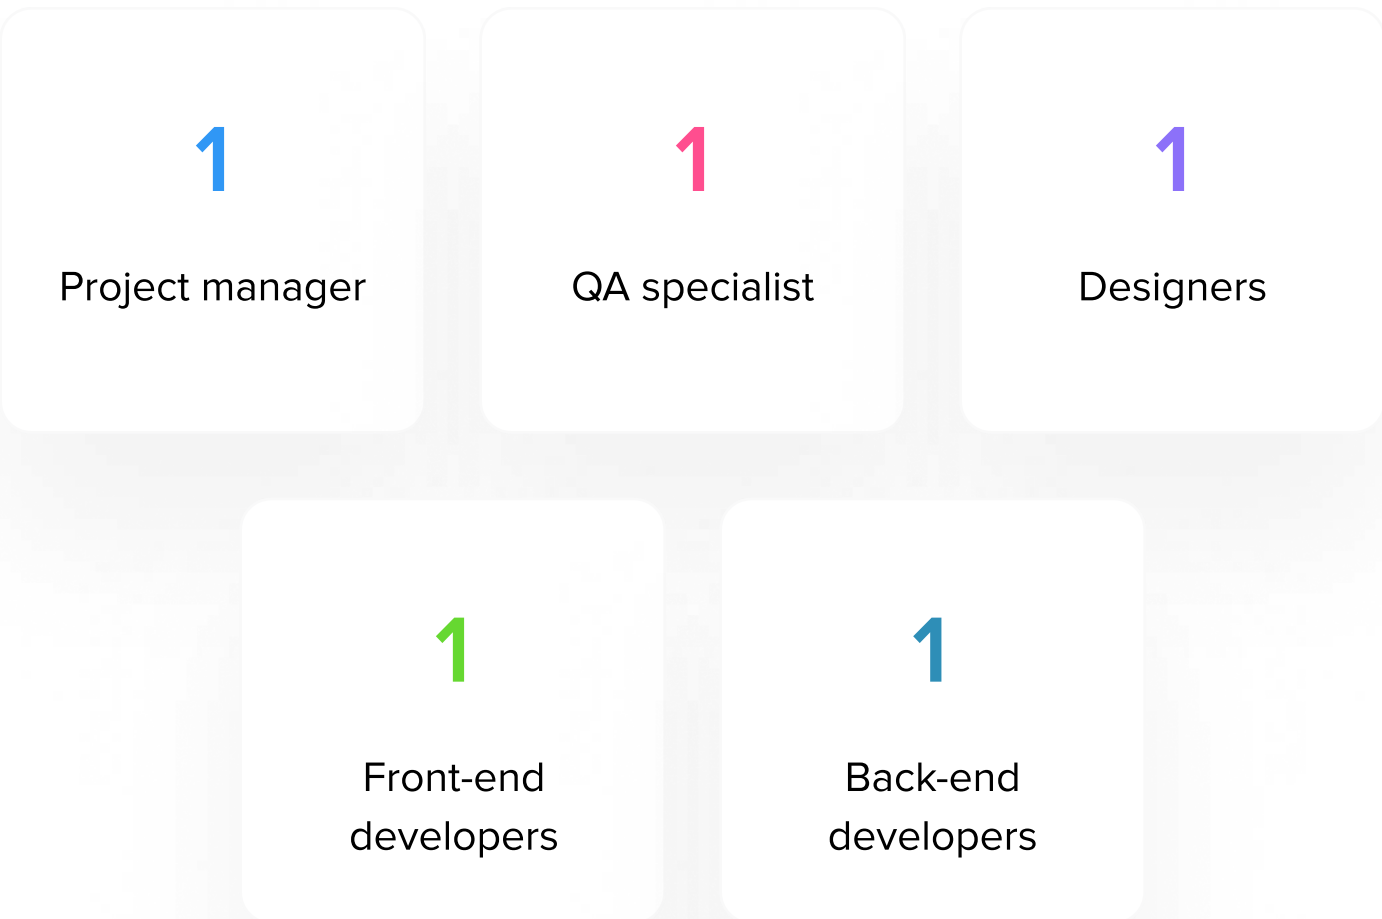 1
Project manager
1
QA specialist
1
Designers
1
Front-end
developers
1
Back-end
developers